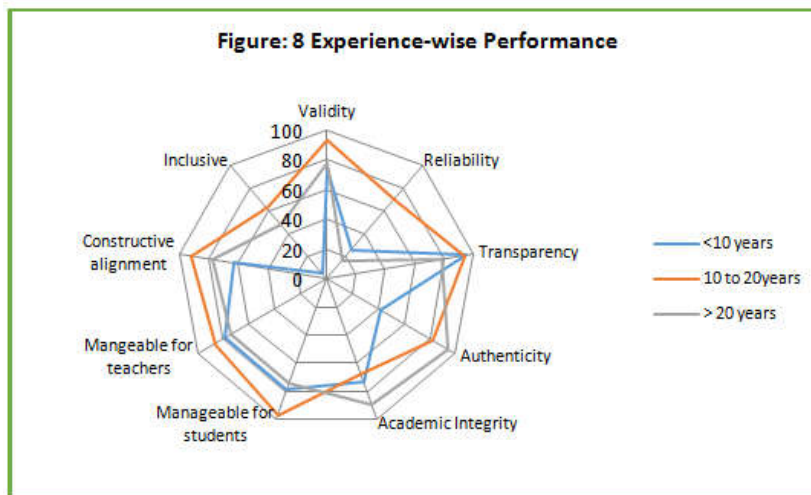 Figure: 8 Experience-wise Performance
Validity
100
80
60
40
20
0
Inclusive
Reliability
Constructive
alignment
Transparency
Mangeable for
teachers
Authenticity
Manageable for
students
Academic Integrity
<10 years
10 to 20years
> 20 years